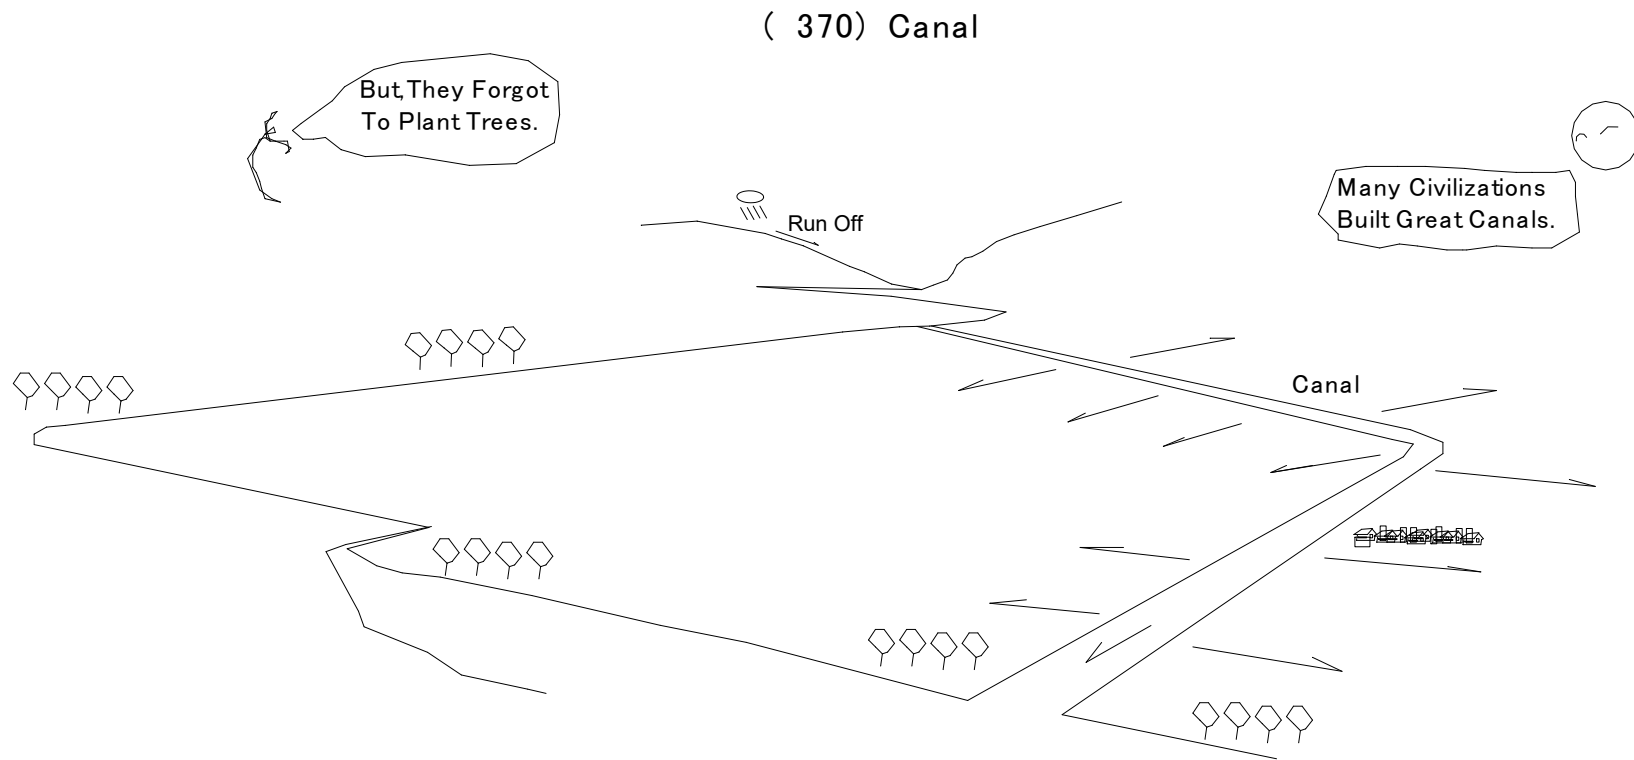 ( 370) Canal
But,They Forgot
To Plant Trees.
Many Civilizations
Built Great Canals.
Run Off
Canal